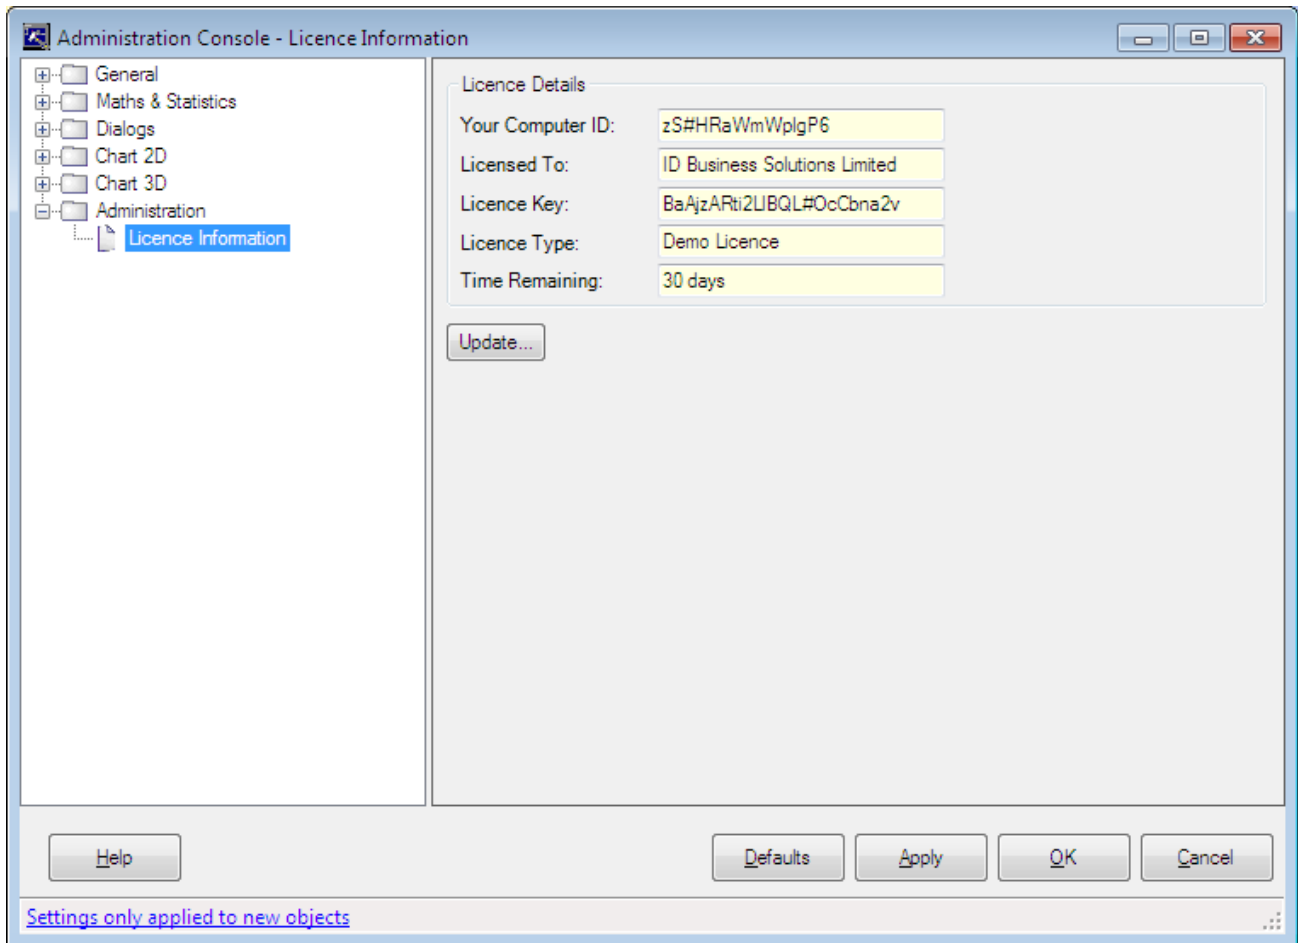 Administration Console - Licence Information
General
Maths & Statistics
Dialogs
Chart 2D
Chart 3D
Administration
Licence Information
Licence Details
Your Computer ID: zS#HRaWmWplgP6
Licensed To: ID Business Solutions Limited
Licence Key: BaAjzARti2LlBQL#OcCbna2v
Licence Type: Demo Licence
Time Remaining: 30 days
Update...
Help Defaults Apply OK Cancel
Settings only applied to new objects